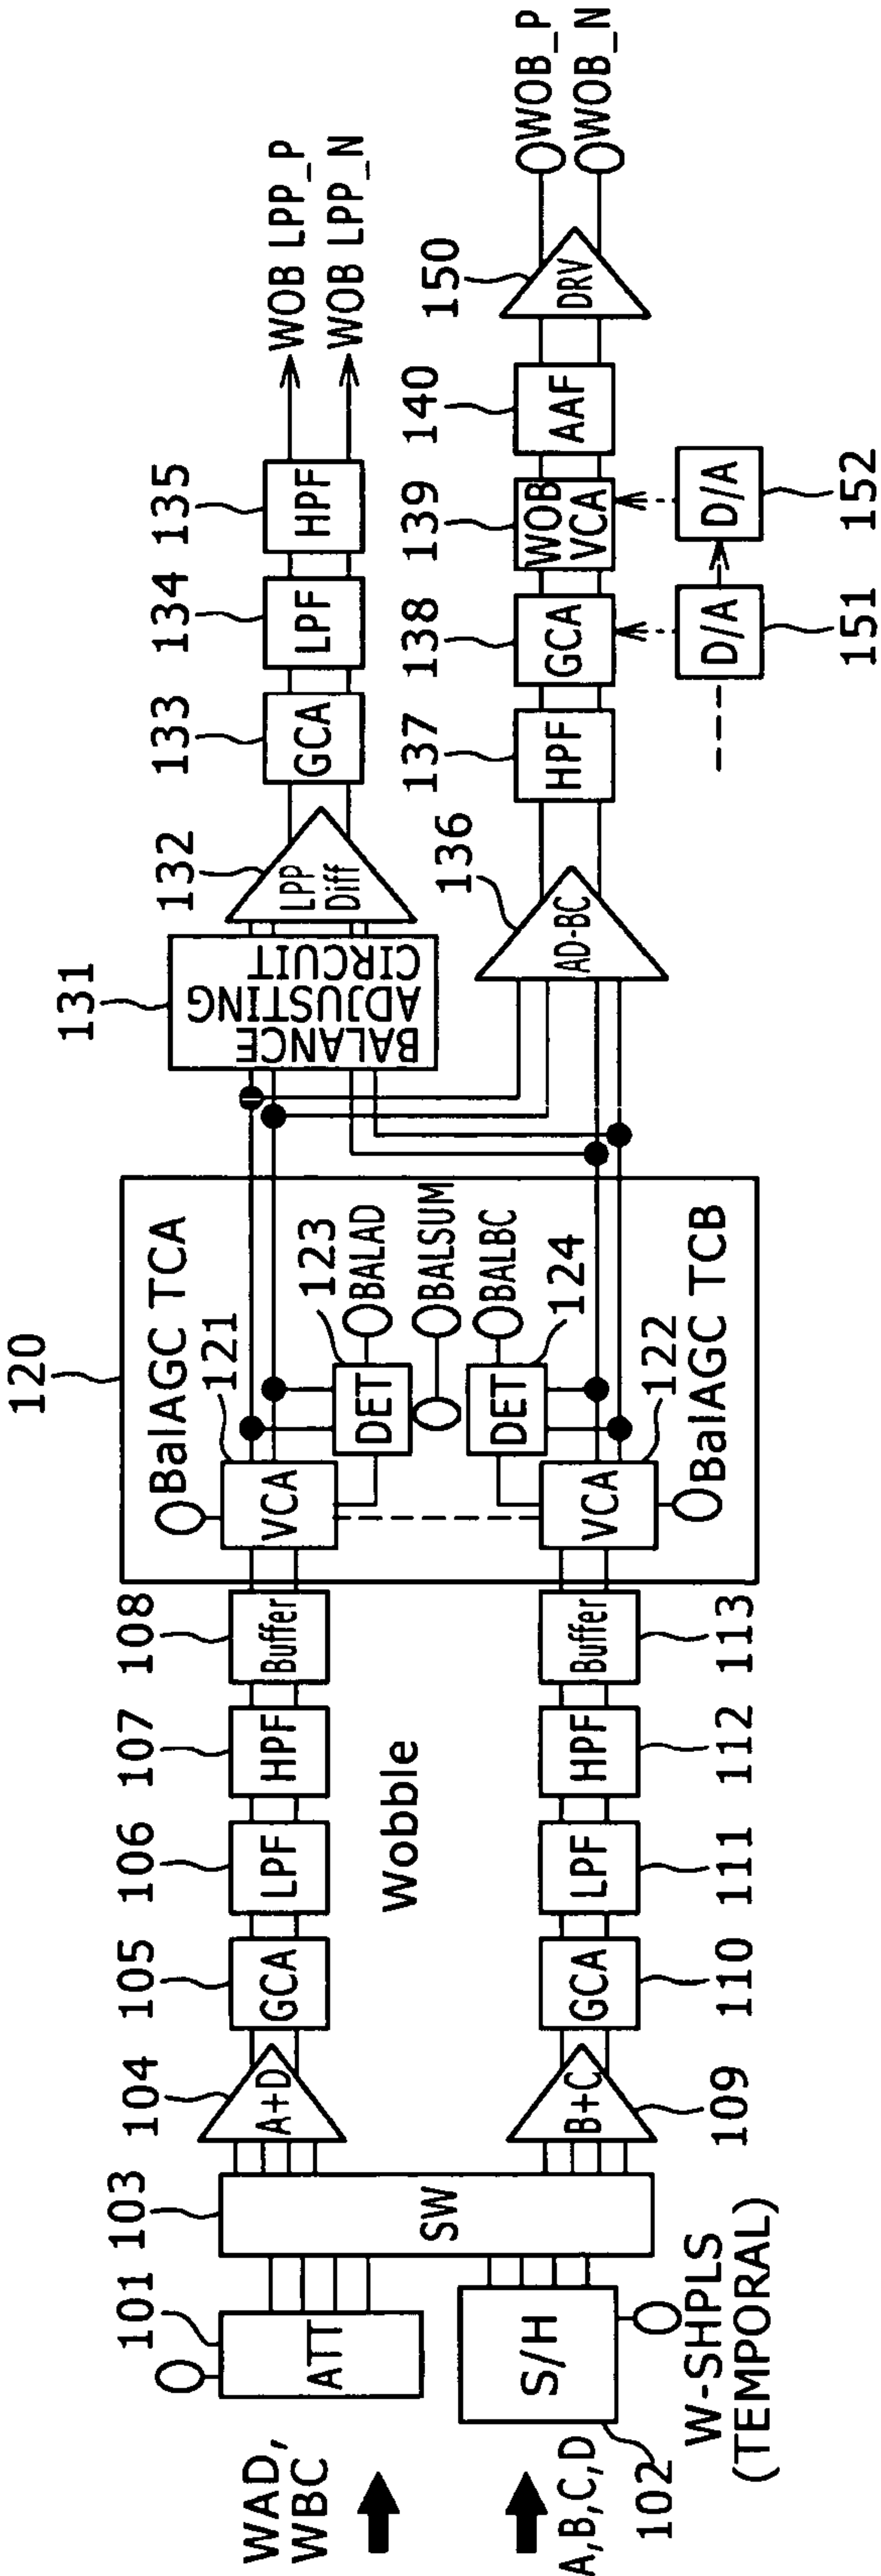 WAD,
WBC
A,B,C,D
101
ATT
S/H
102
W-SHPLS
(TEMPORAL)
103
SW
104
A+D
105
GCA
106
LPF
107
HPF
108
Buffer
Wobble
B+C
109
GCA
110
LPF
111
HPF
112
Buffer
113
120
BalAGC TCA
121
VCA
123
DET
BALAD
BALSUM
BALBC
DET
124
VCA
122
BalAGC TCB
131
BALANCE
ADJUSTING
CIRCUIT
132
LPP
Diff
133
GCA
134
LPF
135
HPF
WOB LPP_P
WOB LPP_N
136
AD-BC
137
HPF
138
GCA
139
WOB
VCA
140
AAF
150
DRV
WOB_P
WOB_N
D/A
151
D/A
152